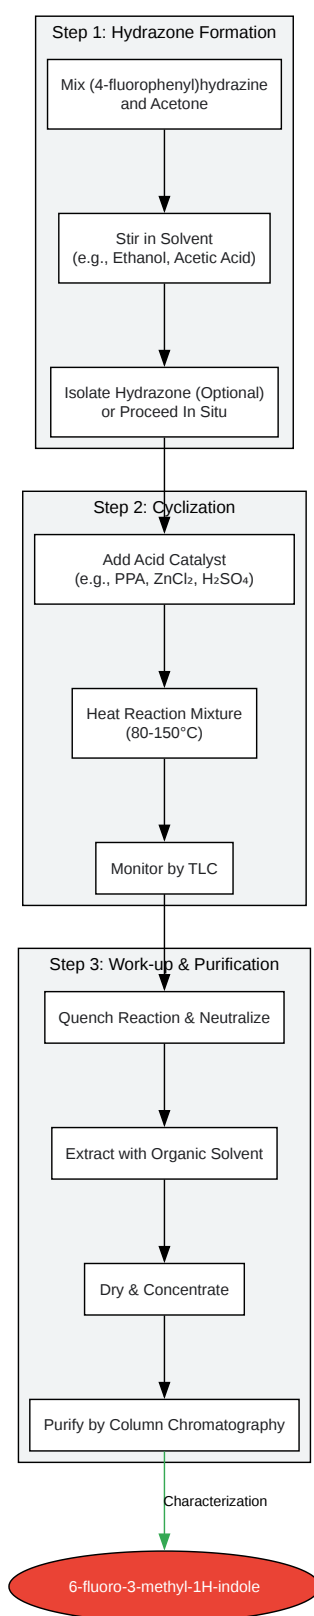 Step 1: Hydrazone Formation
Mix (4-fluorophenyl)hydrazine
and Acetone
Stir in Solvent
(e.g., Ethanol, Acetic Acid)
Isolate Hydrazone (Optional)
or Proceed In Situ
Step 2: Cyclization
Add Acid Catalyst
(e.g., PPA, ZnCl₂, H₂SO₄)
Heat Reaction Mixture
(80-150°C)
Monitor by TLC
Step 3: Work-up & Purification
Quench Reaction & Neutralize
Extract with Organic Solvent
Dry & Concentrate
Purify by Column Chromatography
Characterization
6-fluoro-3-methyl-1H-indole